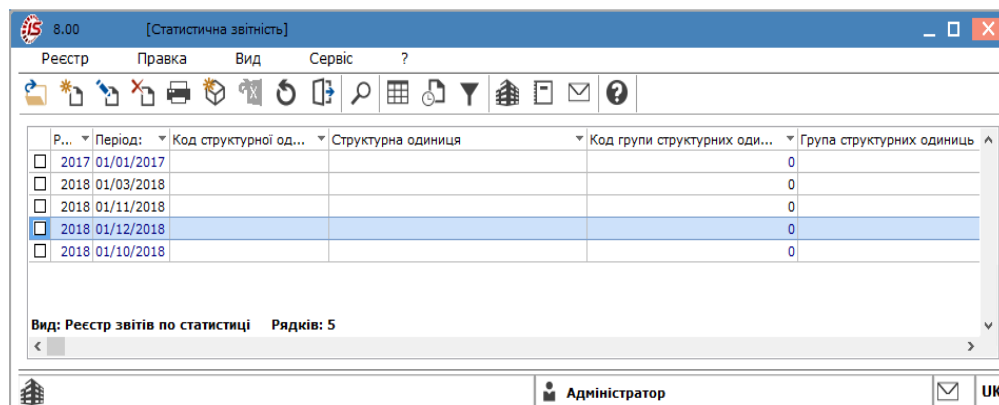 iS 8.00 [Статистична звітність]
Реєстр Правка Вид Сервіс ?
Р... Період: Код структурної од... Структурна одиниця Код групи структурних оди... Група структурних одиниць
2017 01/01/2017 0
2018 01/03/2018 0
2018 01/11/2018 0
2018 01/12/2018 0
2018 01/10/2018 0
Вид: Реєстр звітів по статистиці Рядків: 5
Адміністратор UK